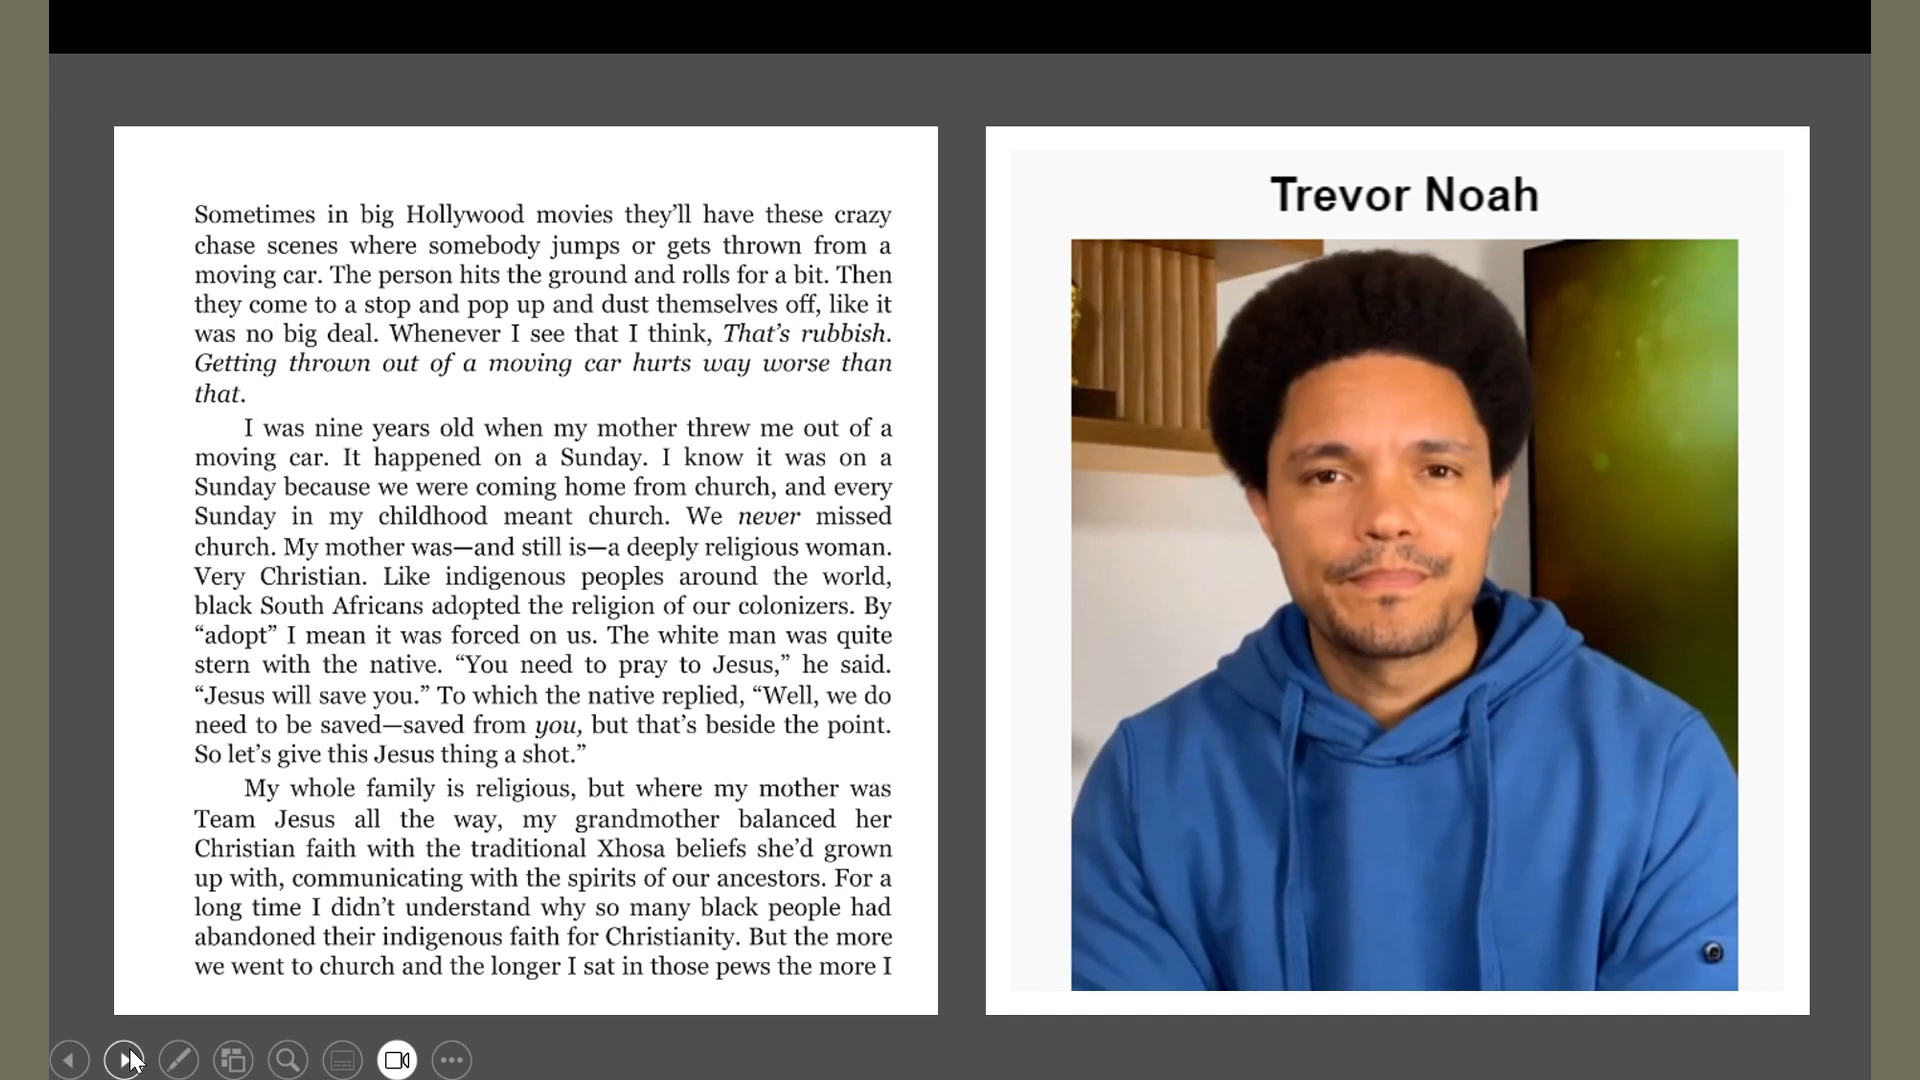 Sometimes in big Hollywood movies they’ll have these crazy
chase scenes where somebody jumps or gets thrown from a
moving car. The person hits the ground and rolls for a bit. Then
they come to a stop and pop up and dust themselves off, like it
was no big deal. Whenever I see that I think, That’s rubbish.
Getting thrown out of a moving car hurts way worse than
that.
I was nine years old when my mother threw me out of a
moving car. It happened on a Sunday. I know it was on a
Sunday because we were coming home from church, and every
Sunday in my childhood meant church. We never missed
church. My mother was—and still is—a deeply religious woman.
Very Christian. Like indigenous peoples around the world,
black South Africans adopted the religion of our colonizers. By
“adopt” I mean it was forced on us. The white man was quite
stern with the native. “You need to pray to Jesus,” he said.
“Jesus will save you.” To which the native replied, “Well, we do
need to be saved—saved from you, but that’s beside the point.
So let’s give this Jesus thing a shot.”
My whole family is religious, but where my mother was
Team Jesus all the way, my grandmother balanced her
Christian faith with the traditional Xhosa beliefs she’d grown
up with, communicating with the spirits of our ancestors. For a
long time I didn’t understand why so many black people had
abandoned their indigenous faith for Christianity. But the more
we went to church and the longer I sat in those pews the more I
Trevor Noah